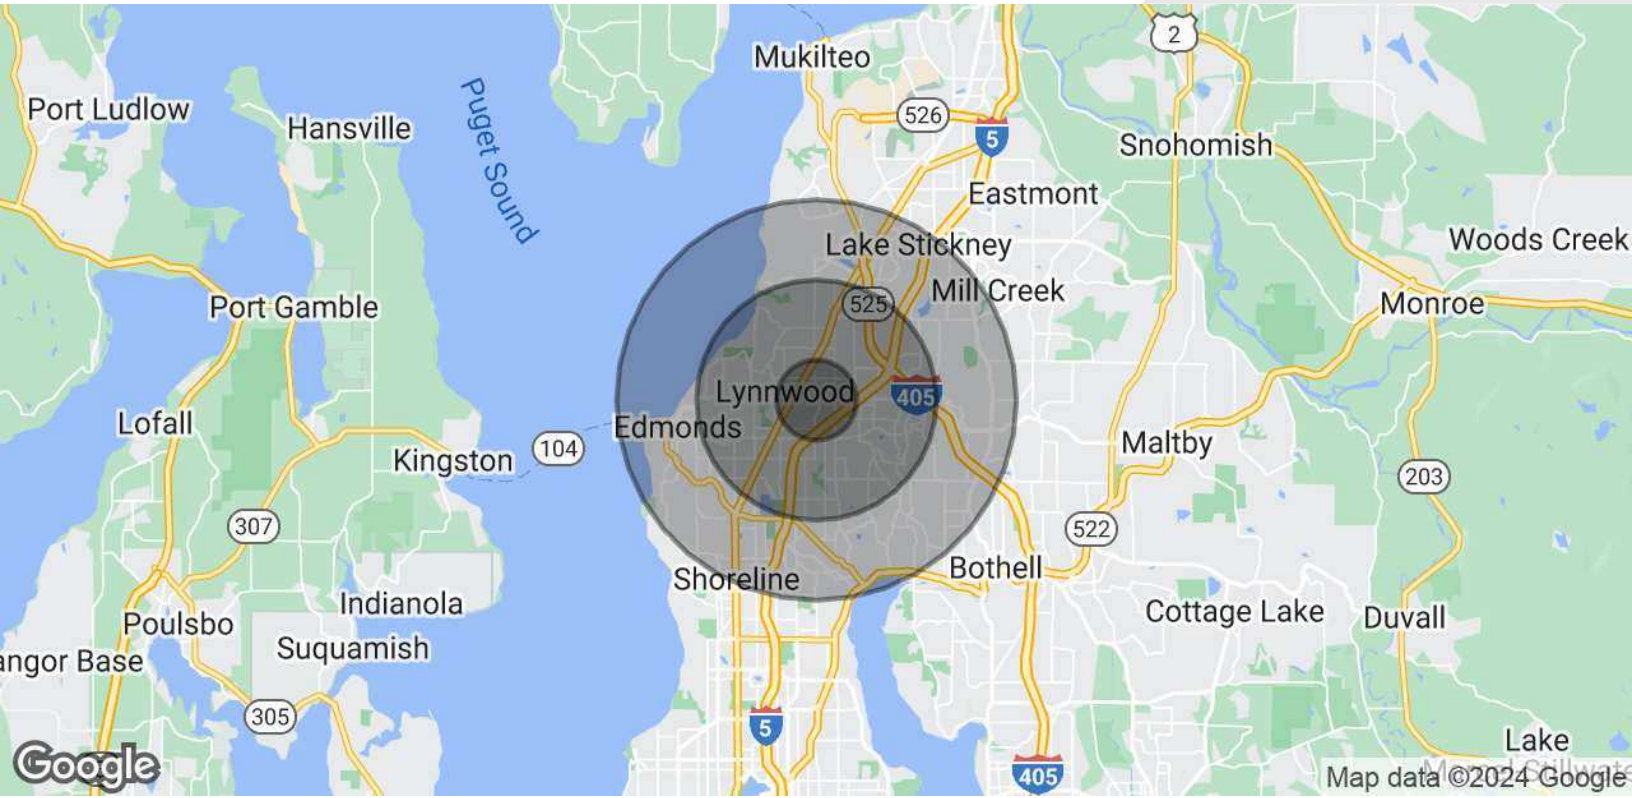 2
Mukilteo
Port Ludlow
Hansville
526
5
Snohomish
Puget Sound
Eastmont
Lake Stickney
Woods Creek
Mill Creek
525
Port Gamble
Monroe
Lynnwood
405
Lofall
Edmonds
Maltby
Kingston
104
203
307
522
Bothell
Shoreline
Indianola
Cottage Lake
Duvall
Poulsbo
Suquamish
angor Base
305
5
Lake
Google
405
Map data ©2024 Google